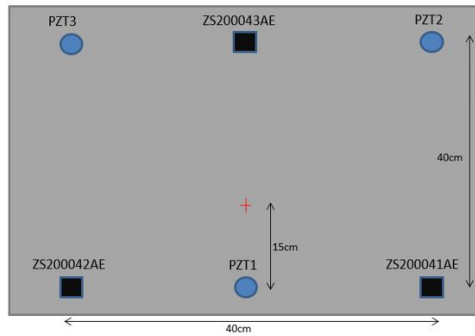 PZT3
ZS200043AE
PZT2
40cm
15cm
ZS200042AE
PZT1
ZS200041AE
40cm